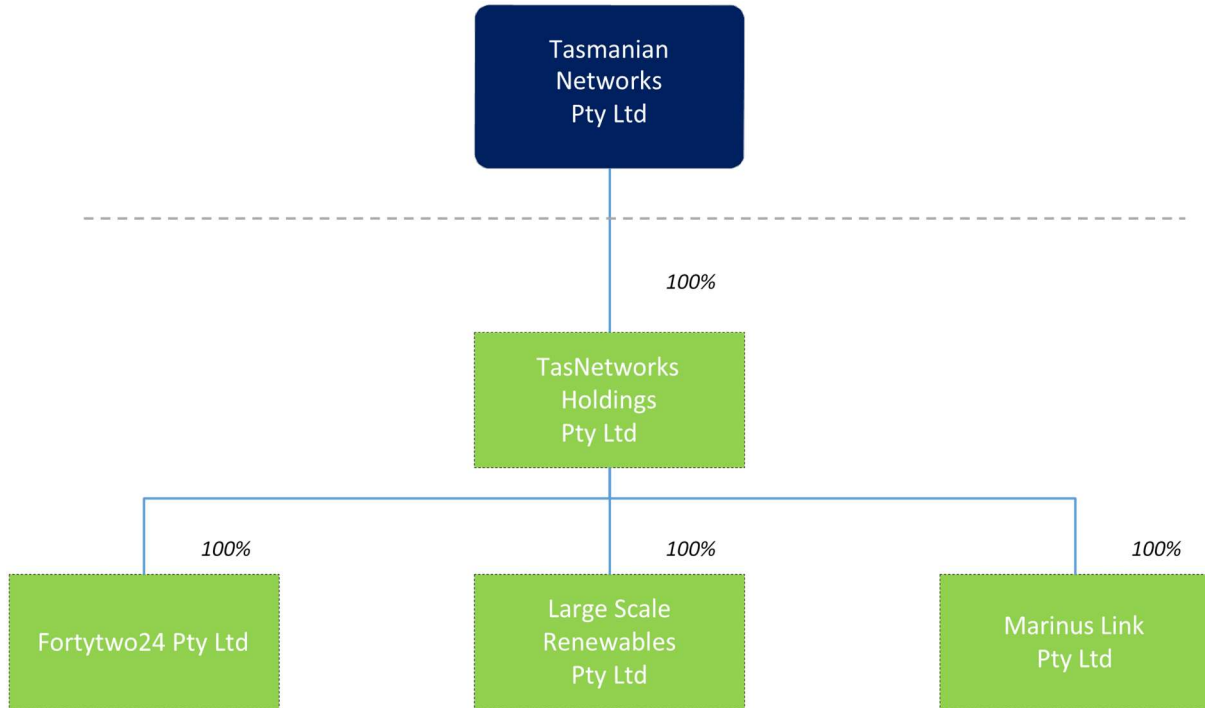 Tasmanian
Networks
Pty Ltd
100%
TasNetworks
Holdings
Pty Ltd
100%
100%
100%
Fortytwo24 Pty Ltd
Large Scale
Renewables
Pty Ltd
Marinus Link
Pty Ltd